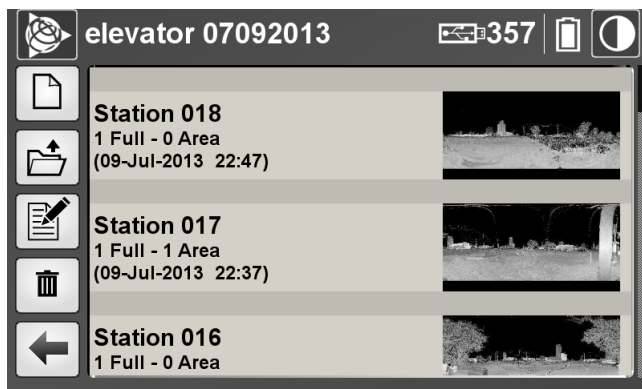 elevator 07092013
357
Station 018
1 Full - 0 Area
(09-Jul-2013 22:47)
Station 017
1 Full - 1 Area
(09-Jul-2013 22:37)
Station 016
1 Full - 0 Area